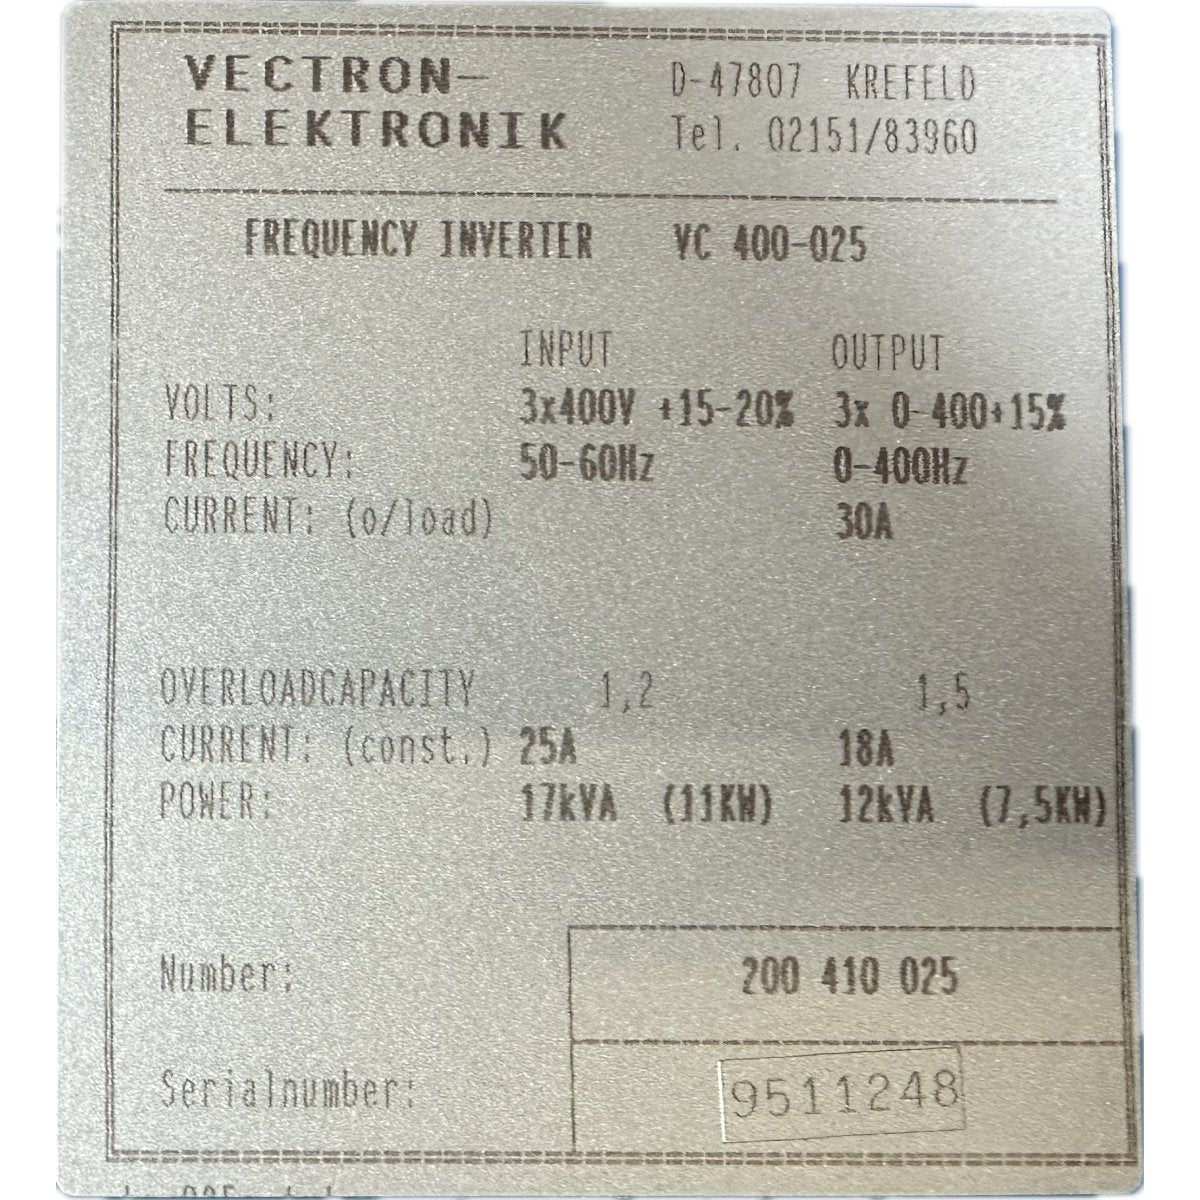 VECTRON- D-47807 KREFELD
ELEKTRONIK Tel. 02151/83960
FREQUENCY INVERTER VC 400-025
INPUT OUTPUT
VOLTS: 3x400V +15-20% 3x 0-400+15%
FREQUENCY: 50-60Hz 0-400Hz
CURRENT: (o/load) 30A
OVERLOADCAPACITY 1,2 1,5
CURRENT: (const.) 25A 18A
POWER: 17kVA (11KW) 12kVA (7,5KW)
Number: 200 410 025
Serialnumber: 9511248